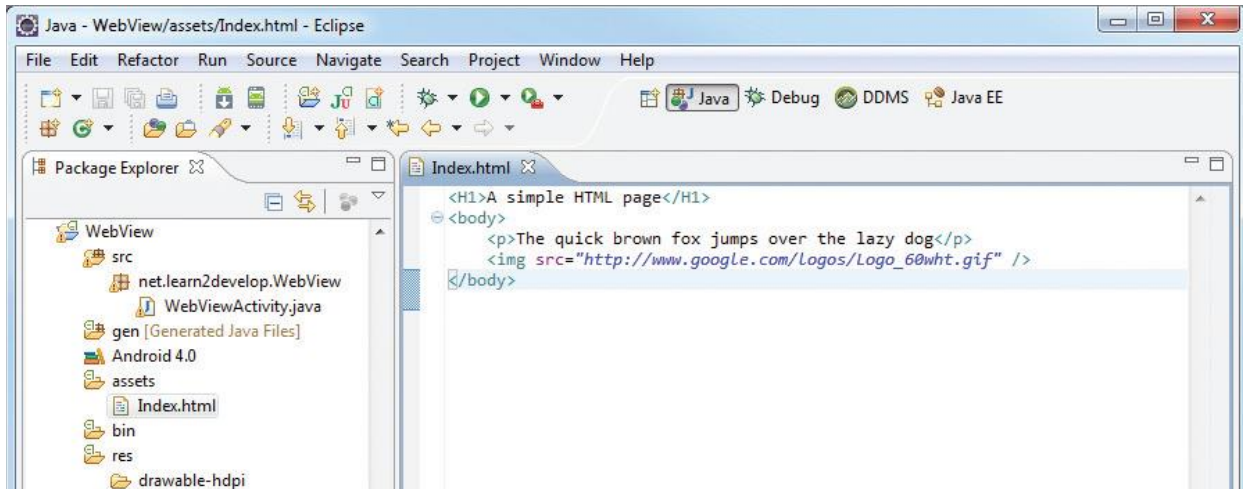 Java - WebView/assets/Index.html - Eclipse
File Edit Refactor Run Source Navigate Search Project Window Help
Java Debug DDMS Java EE
Package Explorer
WebView
src
net.learn2develop.WebView
WebViewActivity.java
gen [Generated Java Files]
Android 4.0
assets
Index.html
bin
res
drawable-hdpi
Index.html
<H1>A simple HTML page</H1>
<body>
<p>The quick brown fox jumps over the lazy dog</p>
<img src="http://www.google.com/logos/Logo_60wht.gif" />
</body>